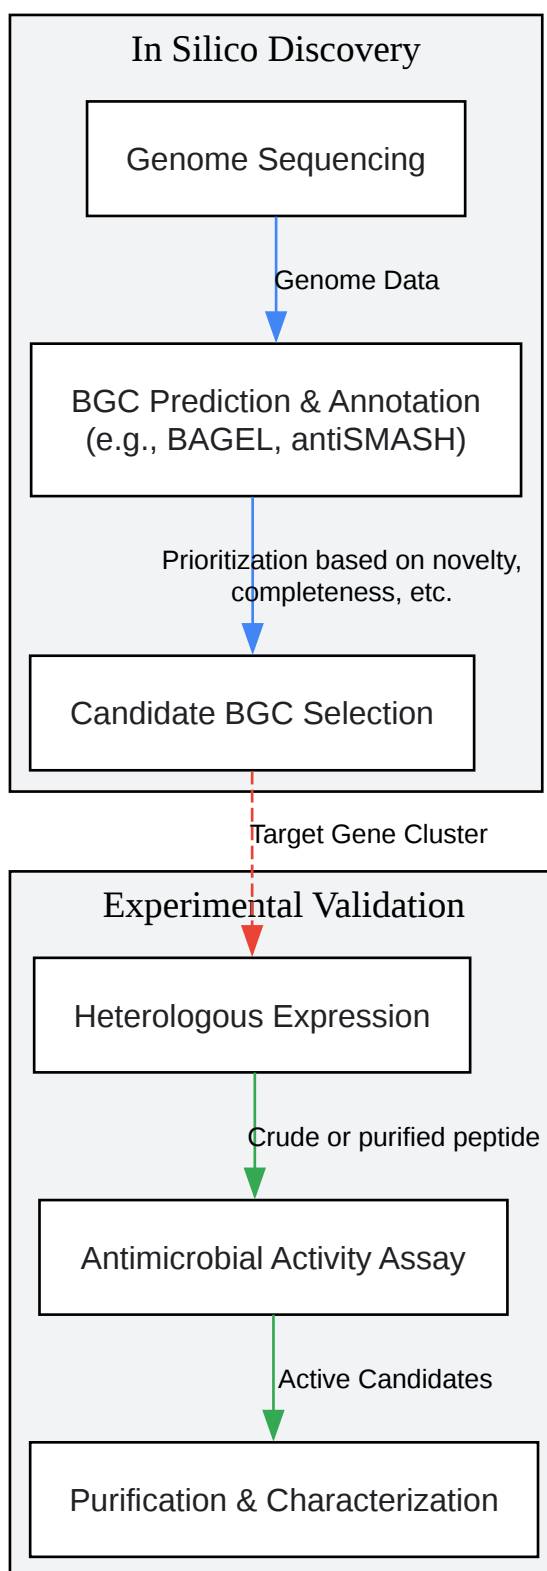 In Silico Discovery
Genome Sequencing
Genome Data
BGC Prediction & Annotation
(e.g., BAGEL, antiSMASH)
Prioritization based on novelty,
completeness, etc.
Candidate BGC Selection
Target Gene Cluster
Experimental Validation
Heterologous Expression
Crude or purified peptide
Antimicrobial Activity Assay
Active Candidates
Purification & Characterization